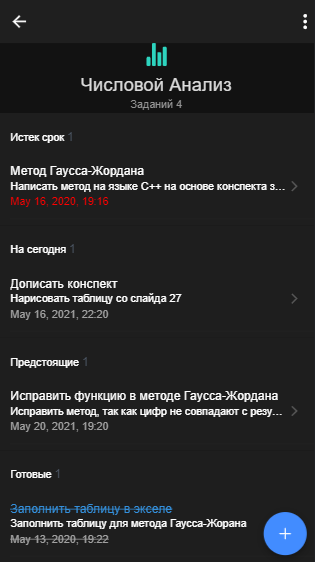 Числовой Анализ
Заданий 4
Истек срок 1
Метод Гаусса-Жордана
Написать метод на языке C++ на основе конспекта з...
May 16, 2020, 19:16
На сегодня 1
Дописать конспект
Нарисовать таблицу со слайда 27
May 16, 2021, 22:20
Предстоящие 1
Исправить функцию в методе Гаусса-Жордана
Исправить метод, так как цифр не совпадают с резу...
May 20, 2021, 19:20
Готовые 1
Заполнить таблицу в экселе
Заполнить таблицу для метода Гаусса-Жорана
May 13, 2020, 19:22